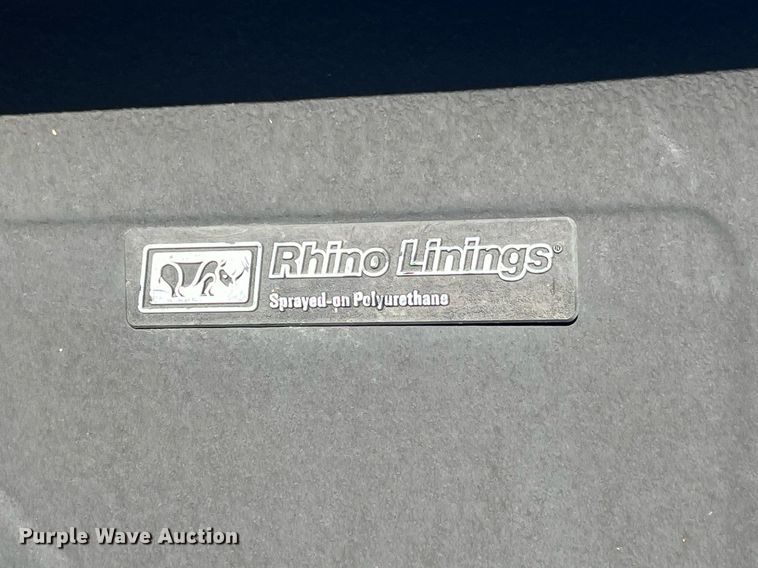 Rhino Linings®
Sprayed-on Polyurethane
Purple Wave Auction